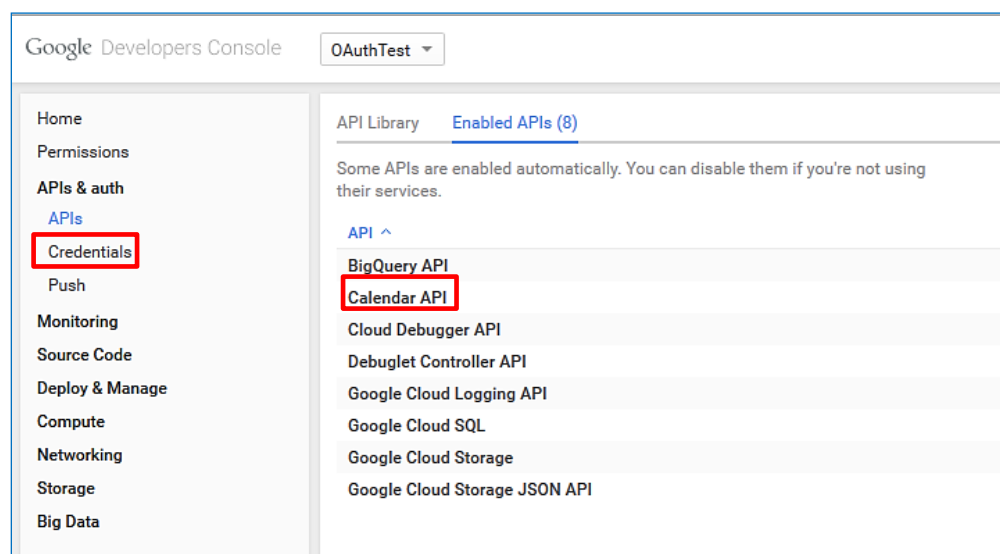 Google Developers Console
OAuthTest
Home
Permissions
APIs & auth
APIs
Credentials
Push
Monitoring
Source Code
Deploy & Manage
Compute
Networking
Storage
Big Data
API Library
Enabled APIs (8)
Some APIs are enabled automatically. You can disable them if you're not using
their services.
API
BigQuery API
Calendar API
Cloud Debugger API
Debuglet Controller API
Google Cloud Logging API
Google Cloud SQL
Google Cloud Storage
Google Cloud Storage JSON API